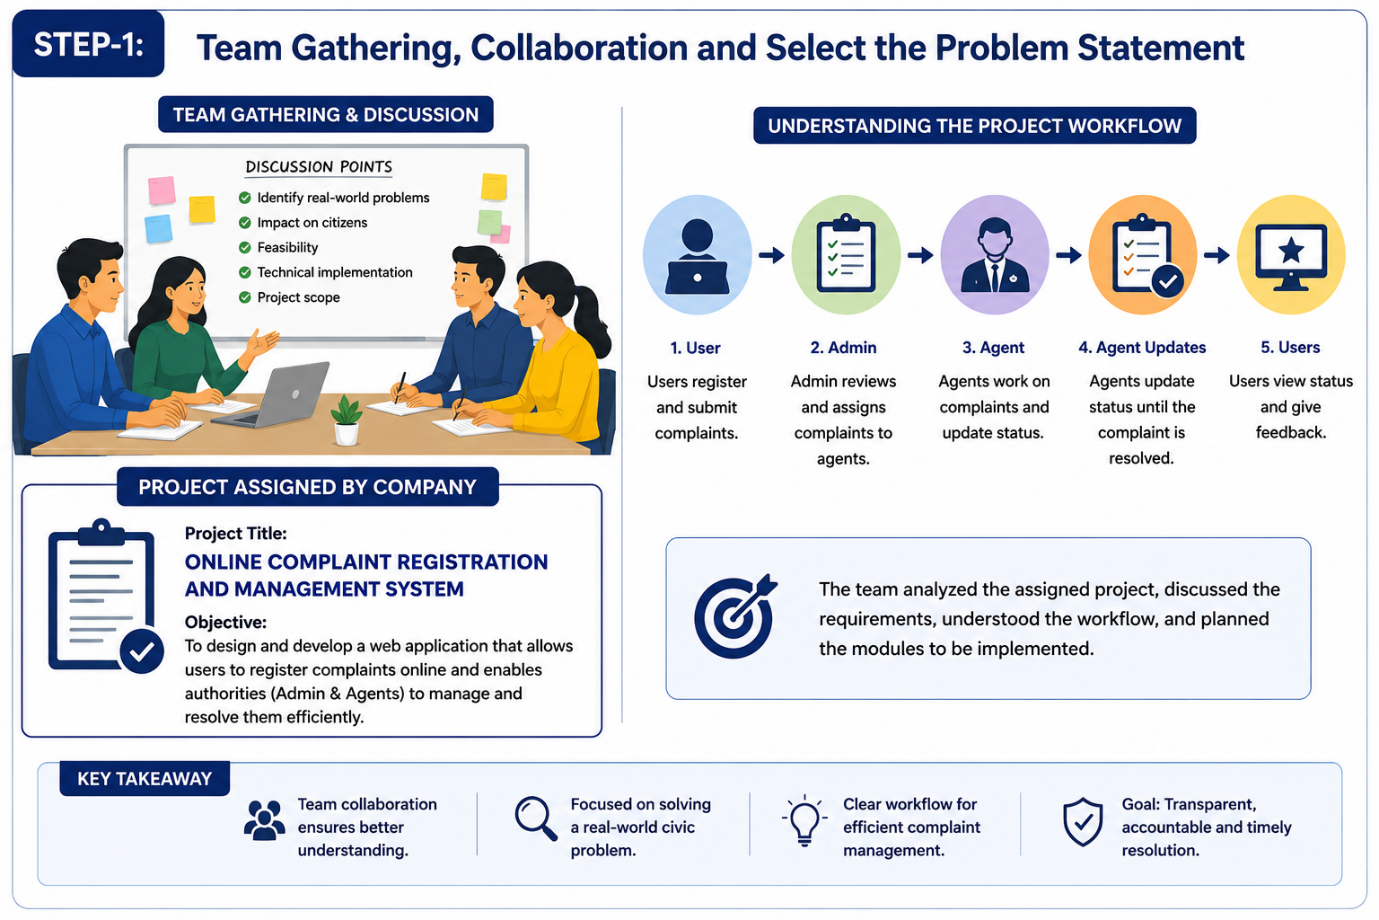 STEP-1:
Team Gathering, Collaboration and Select the Problem Statement
TEAM GATHERING & DISCUSSION
DISCUSSION POINTS
Identify real-world problems
Impact on citizens
Feasibility
Technical implementation
Project scope
PROJECT ASSIGNED BY COMPANY
Project Title:
ONLINE COMPLAINT REGISTRATION
AND MANAGEMENT SYSTEM
Objective:
To design and develop a web application that allows
users to register complaints online and enables
authorities (Admin & Agents) to manage and
resolve them efficiently.
UNDERSTANDING THE PROJECT WORKFLOW
1. User
Users register
and submit
complaints.
2. Admin
Admin reviews
and assigns
complaints to
agents.
3. Agent
Agents work on
complaints and
update status.
4. Agent Updates
Agents update
status until the
complaint is
resolved.
5. Users
Users view status
and give
feedback.
The team analyzed the assigned project, discussed the
requirements, understood the workflow, and planned
the modules to be implemented.
KEY TAKEAWAY
Team collaboration
ensures better
understanding.
Focused on solving
a real-world civic
problem.
Clear workflow for
efficient complaint
management.
Goal: Transparent,
accountable and timely
resolution.